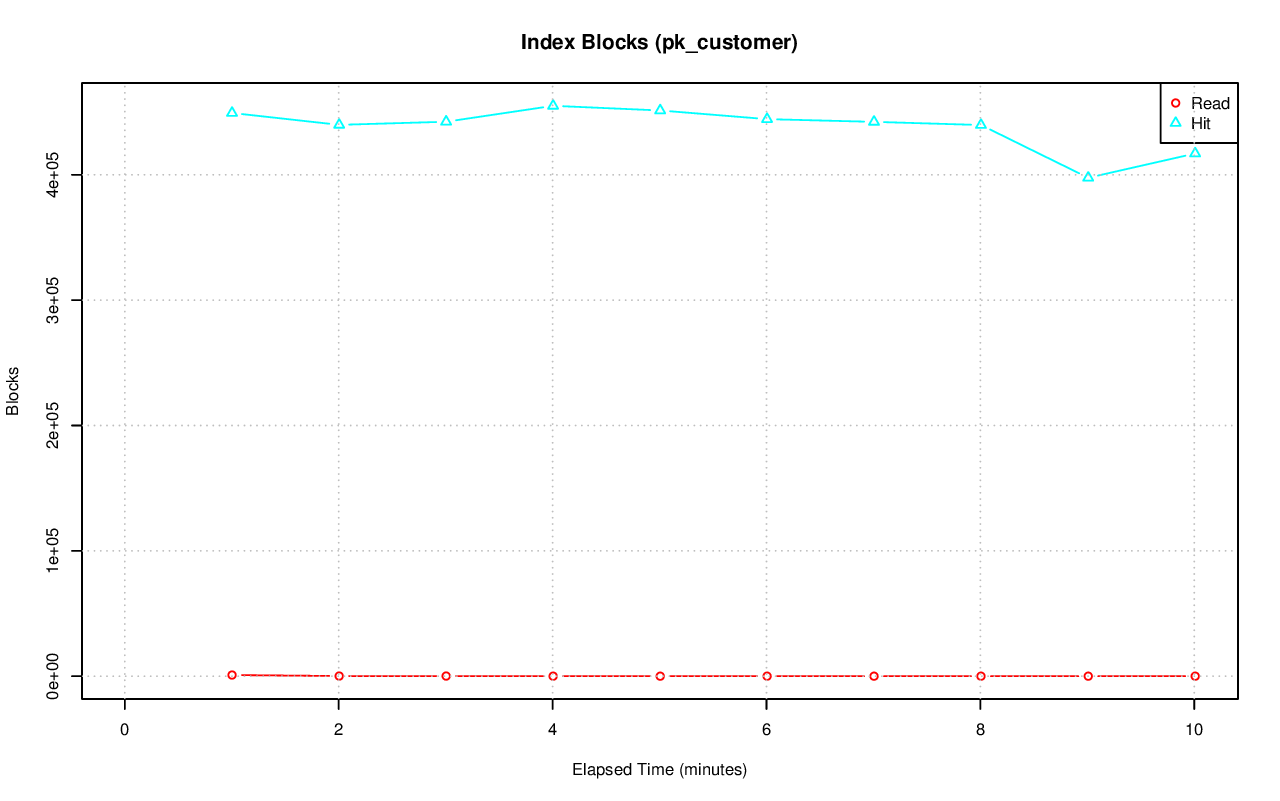 Index Blocks (pk_customer)
Read
Hit
Blocks
4e+05
3e+05
2e+05
1e+05
0e+00
0 2 4 6 8 10
Elapsed Time (minutes)